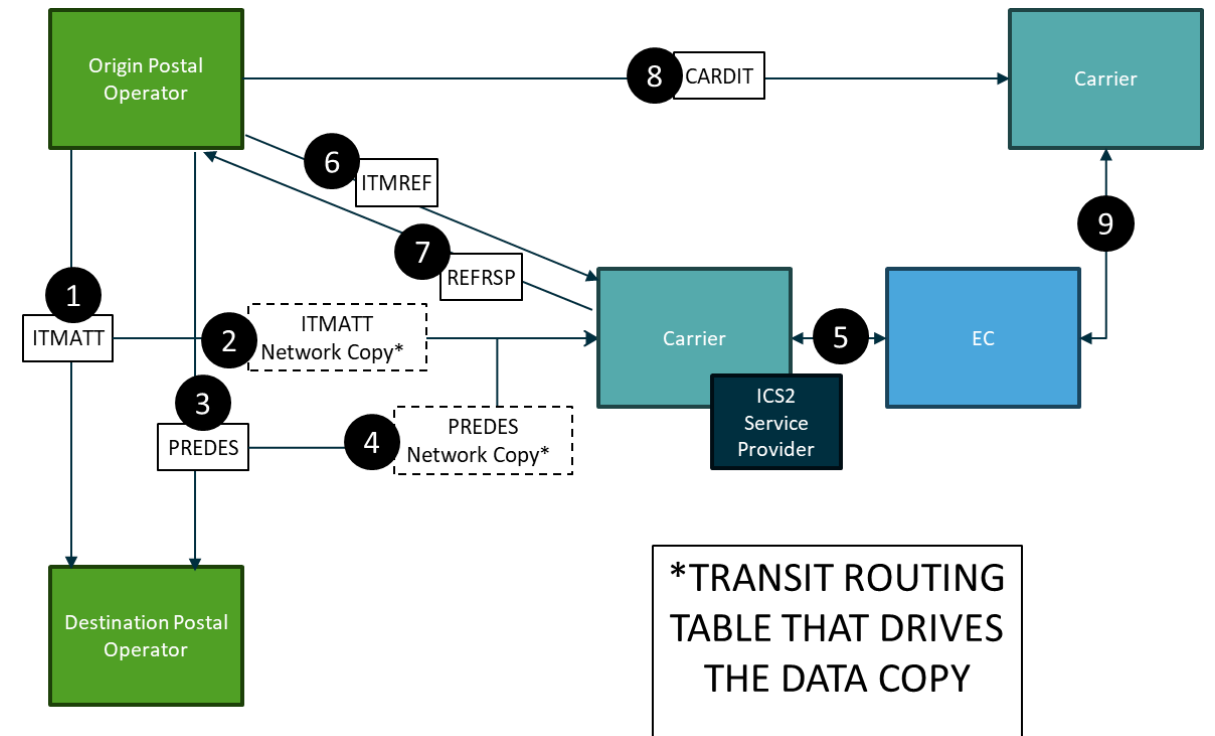 Origin Postal
Operator
8
CARDIT
Carrier
6
ITMREF
7
REFRSP
9
1
ITMATT
2
ITMATT
Network Copy*
Carrier
5
EC
3
PREDES
4
PREDES
Network Copy*
ICS2
Service
Provider
Destination Postal
Operator
*TRANSIT ROUTING
TABLE THAT DRIVES
THE DATA COPY